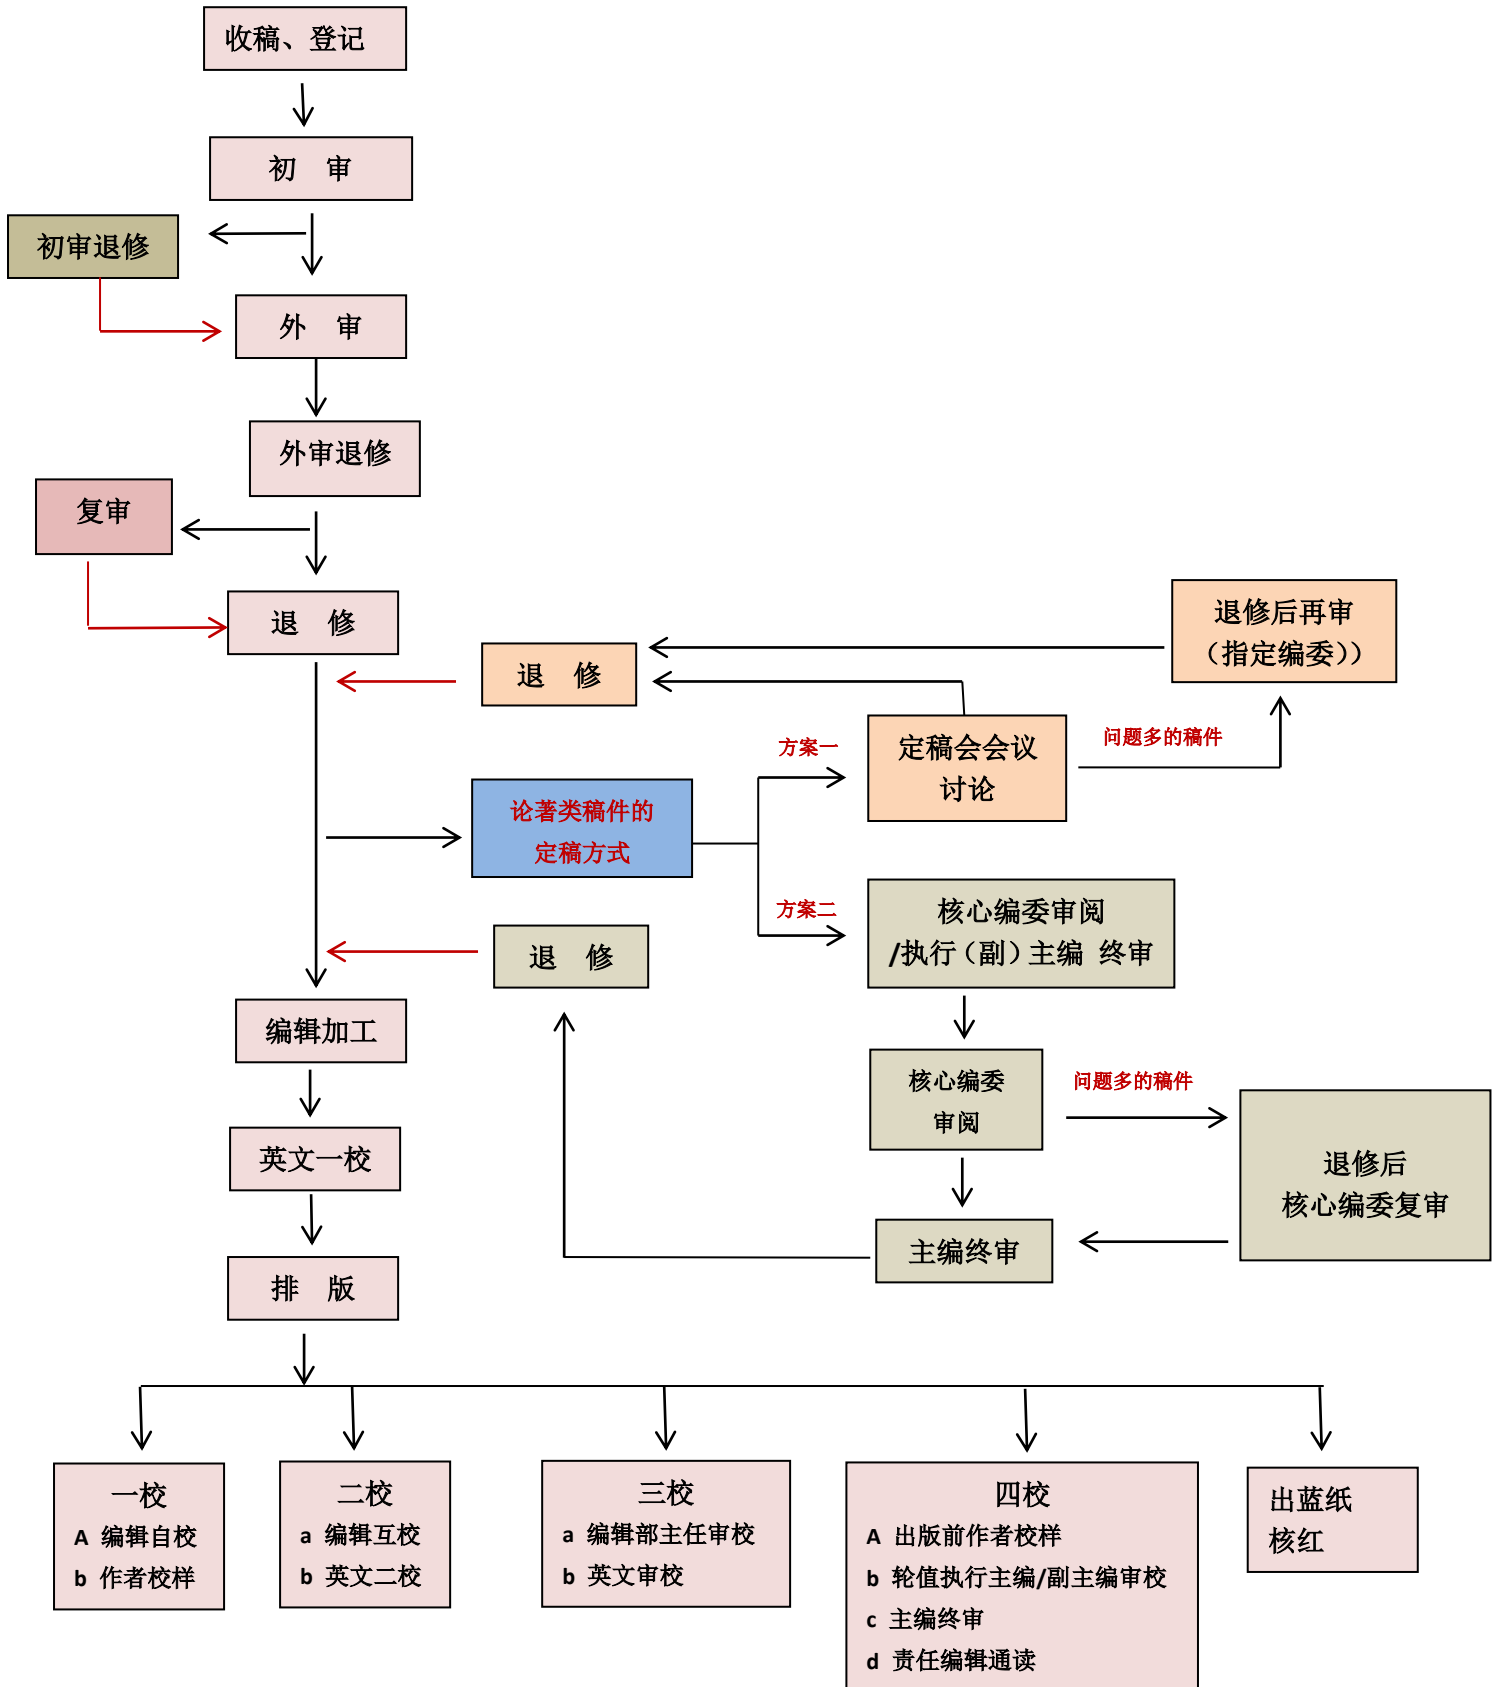 收稿、登记
初 审
初审退修
外 审
外审退修
复审
退 修
退修后再审
（指定编委））
退 修
方案一
定稿会会议
讨论
问题多的稿件
论著类稿件的
定稿方式
方案二
核心编委审阅
/执行（副）主编 终审
退 修
编辑加工
核心编委
审阅
问题多的稿件
退修后
核心编委复审
英文一校
主编终审
排 版
一校
A 编辑自校
b 作者校样
二校
a 编辑互校
b 英文二校
三校
a 编辑部主任审校
b 英文审校
四校
A 出版前作者校样
b 轮值执行主编/副主编审校
c 主编终审
d 责任编辑通读
出蓝纸
核红